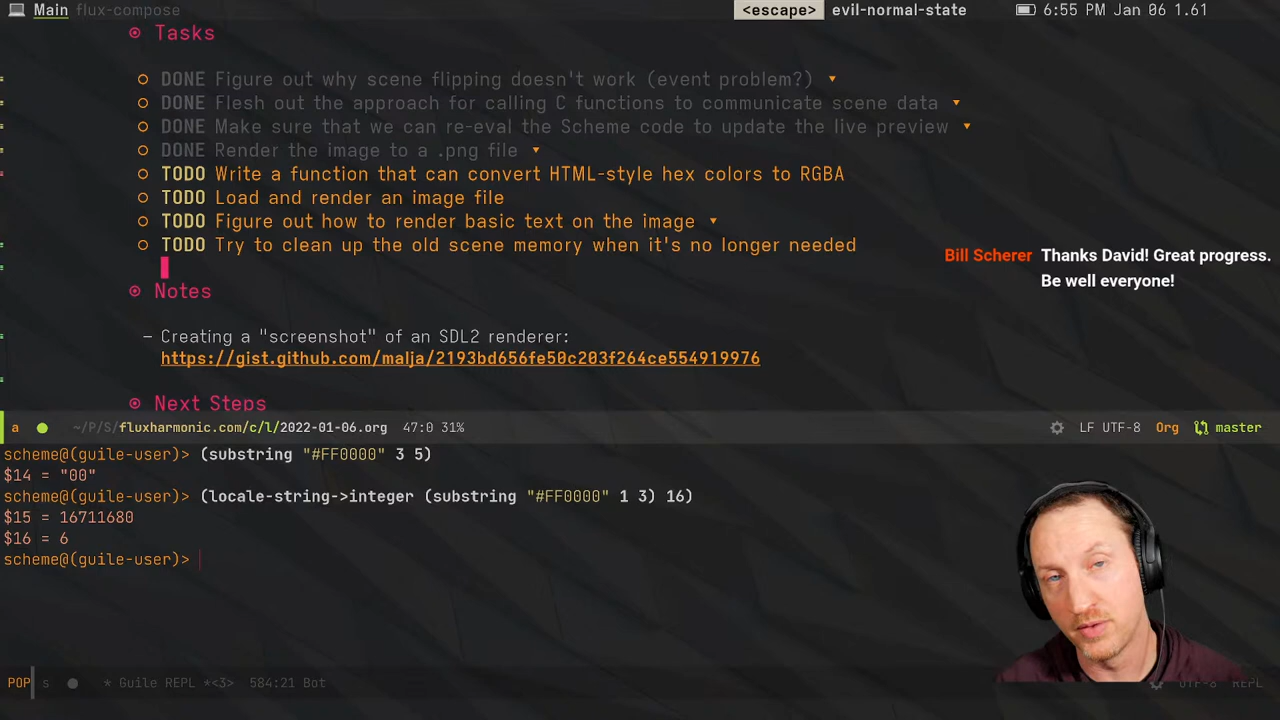 Main flux-compose <escape> evil-normal-state 6:55 PM Jan 06 1.61
Tasks
DONE Figure out why scene flipping doesn't work (event problem?)
DONE Flesh out the approach for calling C functions to communicate scene data
DONE Make sure that we can re-eval the Scheme code to update the live preview
DONE Render the image to a .png file
TODO Write a function that can convert HTML-style hex colors to RGBA
TODO Load and render an image file
TODO Figure out how to render basic text on the image
TODO Try to clean up the old scene memory when it's no longer needed
Bill Scherer Thanks David! Great progress.
Be well everyone!
Notes
– Creating a "screenshot" of an SDL2 renderer:
https://gist.github.com/malja/2193bd656fe50c203f264ce554919976
Next Steps
a ~/P/S/fluxharmonic.com/c/l/2022-01-06.org 47:0 31% LF UTF-8 Org master
scheme@(guile-user)> (substring "#FF0000" 3 5)
$14 = "00"
scheme@(guile-user)> (locale-string->integer (substring "#FF0000" 1 3) 16)
$15 = 16711680
$16 = 6
scheme@(guile-user)>
POP s * Guile REPL *<3> 584:21 Bot UTF-8 REPL